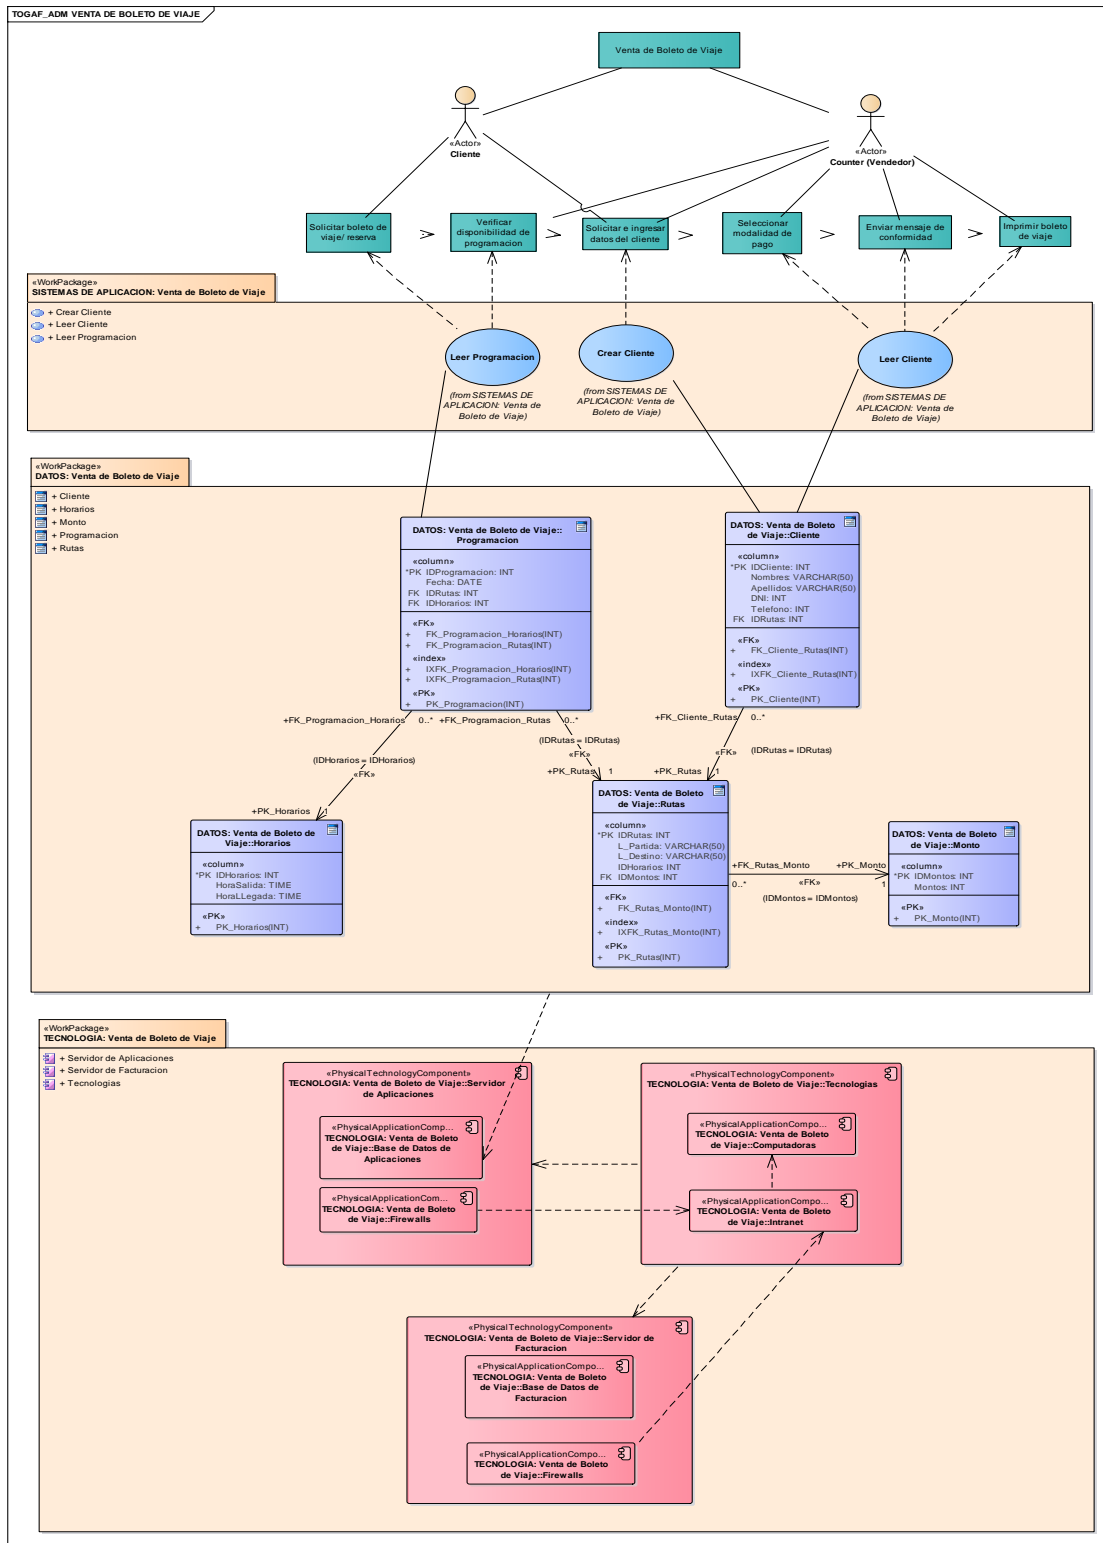 TOGAF_ADM VENTA DE BOLETO DE VIAJE
Venta de Boleto de Viaje
«Actor»
Cliente
«Actor»
Counter (Vendedor)
Solicitar boleto de
viaje/ reserva
Verificar
disponibilidad de
programacion
Solicitar e ingresar
datos del cliente
Seleccionar
modalidad de
pago
Enviar mensaje de
conformidad
Imprimir boleto
de viaje
«WorkPackage»
SISTEMAS DE APLICACION: Venta de Boleto de Viaje
+ Crear Cliente
+ Leer Cliente
+ Leer Programacion
Leer Programacion
(from SISTEMAS DE
APLICACION: Venta de
Boleto de Viaje)
Crear Cliente
(from SISTEMAS DE
APLICACION: Venta de
Boleto de Viaje)
Leer Cliente
(from SISTEMAS DE
APLICACION: Venta de
Boleto de Viaje)
«WorkPackage»
DATOS: Venta de Boleto de Viaje
+ Cliente
+ Horarios
+ Monto
+ Programacion
+ Rutas
DATOS: Venta de Boleto de Viaje::
Programacion
«column»
*PK IDProgramacion: INT
Fecha: DATE
FK IDRutas: INT
FK IDHorarios: INT
«FK»
+ FK_Programacion_Horarios(INT)
+ FK_Programacion_Rutas(INT)
«index»
+ IXFK_Programacion_Horarios(INT)
+ IXFK_Programacion_Rutas(INT)
«PK»
+ PK_Programacion(INT)
DATOS: Venta de Boleto
de Viaje::Cliente
«column»
*PK IDCliente: INT
Nombres: VARCHAR(50)
Apellidos: VARCHAR(50)
DNI: INT
Telefono: INT
FK IDRutas: INT
«FK»
+ FK_Cliente_Rutas(INT)
«index»
+ IXFK_Cliente_Rutas(INT)
«PK»
+ PK_Cliente(INT)
+FK_Programacion_Horarios 0..*
+FK_Programacion_Rutas 0..*
+FK_Cliente_Rutas 0..*
(IDHorarios = IDHorarios)
«FK»
(IDRutas = IDRutas)
«FK»
(IDRutas = IDRutas)
«FK»
+PK_Horarios 1
+PK_Rutas 1
+PK_Rutas 1
DATOS: Venta de Boleto de
Viaje::Horarios
«column»
*PK IDHorarios: INT
HoraSalida: TIME
HoraLLegada: TIME
«PK»
+ PK_Horarios(INT)
DATOS: Venta de Boleto
de Viaje::Rutas
«column»
*PK IDRutas: INT
L_Partida: VARCHAR(50)
L_Destino: VARCHAR(50)
IDHorarios: INT
FK IDMontos: INT
«FK»
+ FK_Rutas_Monto(INT)
«index»
+ IXFK_Rutas_Monto(INT)
«PK»
+ PK_Rutas(INT)
+FK_Rutas_Monto +PK_Monto
0..* «FK» 1
(IDMontos = IDMontos)
DATOS: Venta de Boleto
de Viaje::Monto
«column»
*PK IDMontos: INT
Montos: INT
«PK»
+ PK_Monto(INT)
«WorkPackage»
TECNOLOGIA: Venta de Boleto de Viaje
+ Servidor de Aplicaciones
+ Servidor de Facturacion
+ Tecnologias
«PhysicalTechnologyComponent»
TECNOLOGIA: Venta de Boleto de Viaje::Servidor
de Aplicaciones
«PhysicalApplicationComp...
TECNOLOGIA: Venta de Boleto
de Viaje::Base de Datos de
Aplicaciones
«PhysicalApplicationCom...
TECNOLOGIA: Venta de Boleto
de Viaje::Firewalls
«PhysicalTechnologyComponent»
TECNOLOGIA: Venta de Boleto de Viaje::Tecnologias
«PhysicalApplicationCompo...
TECNOLOGIA: Venta de Boleto
de Viaje::Computadoras
«PhysicalApplicationCompo...
TECNOLOGIA: Venta de Boleto
de Viaje::Intranet
«PhysicalTechnologyComponent»
TECNOLOGIA: Venta de Boleto de Viaje::Servidor de
Facturacion
«PhysicalApplicationCompo...
TECNOLOGIA: Venta de Boleto
de Viaje::Base de Datos de
Facturacion
«PhysicalApplicationCompo...
TECNOLOGIA: Venta de Boleto
de Viaje::Firewalls